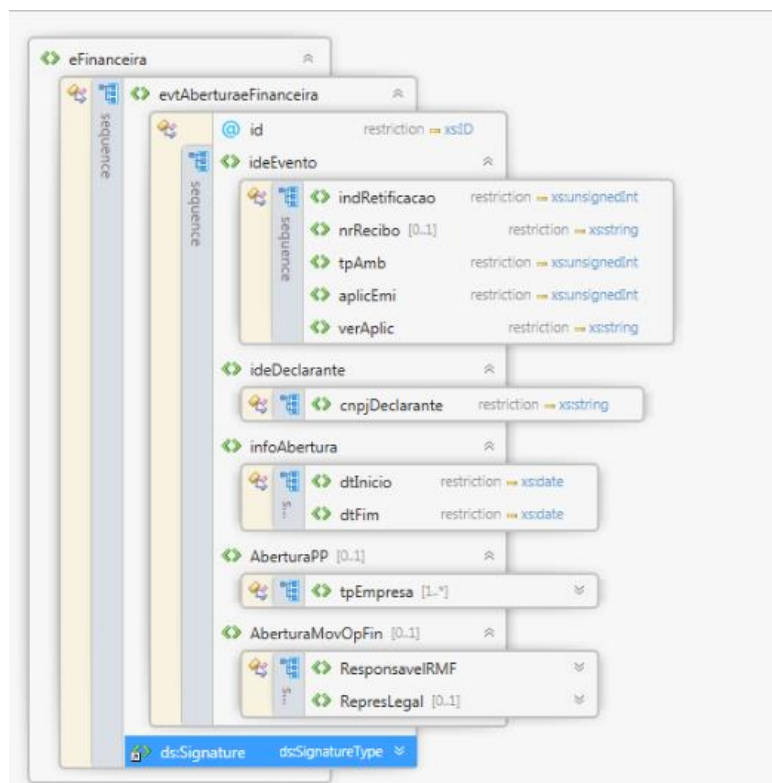 eFinanceira
sequence
evtAberturaeFinanceira
@ id restriction xs:ID
sequence
ideEvento
sequence
indRetificacao restriction xs:unsignedInt
nrRecibo [0..1] restriction xs:string
tpAmb restriction xs:unsignedInt
aplicEmi restriction xs:unsignedInt
verAplic restriction xs:string
ideDeclarante
cnpjDeclarante restriction xs:string
infoAbertura
s...
dtInicio restriction xs:date
dtFim restriction xs:date
AberturaPP [0..1]
tpEmpresa [1..*]
AberturaMovOpFin [0..1]
s...
ResponsavelRMF
RepresLegal [0..1]
ds:Signature ds:SignatureType